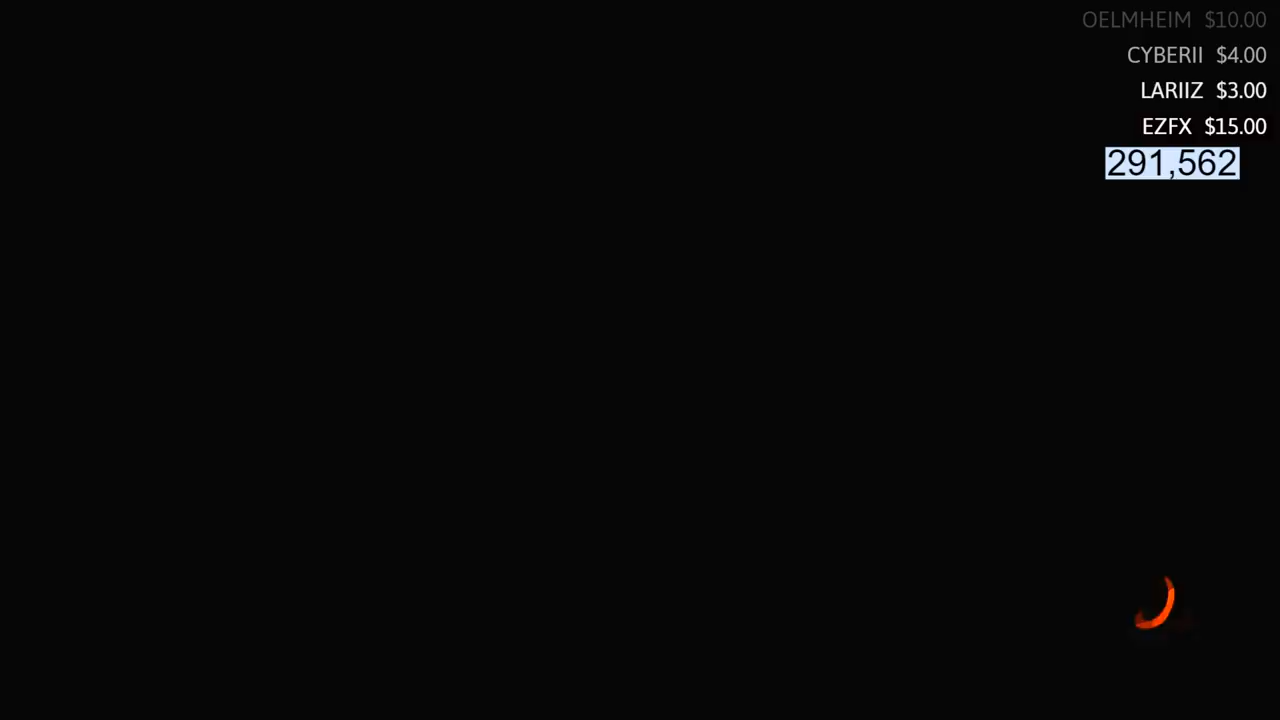 OELMHEIM $10.00
CYBERII $4.00
LARIIZ $3.00
EZFX $15.00
291,562